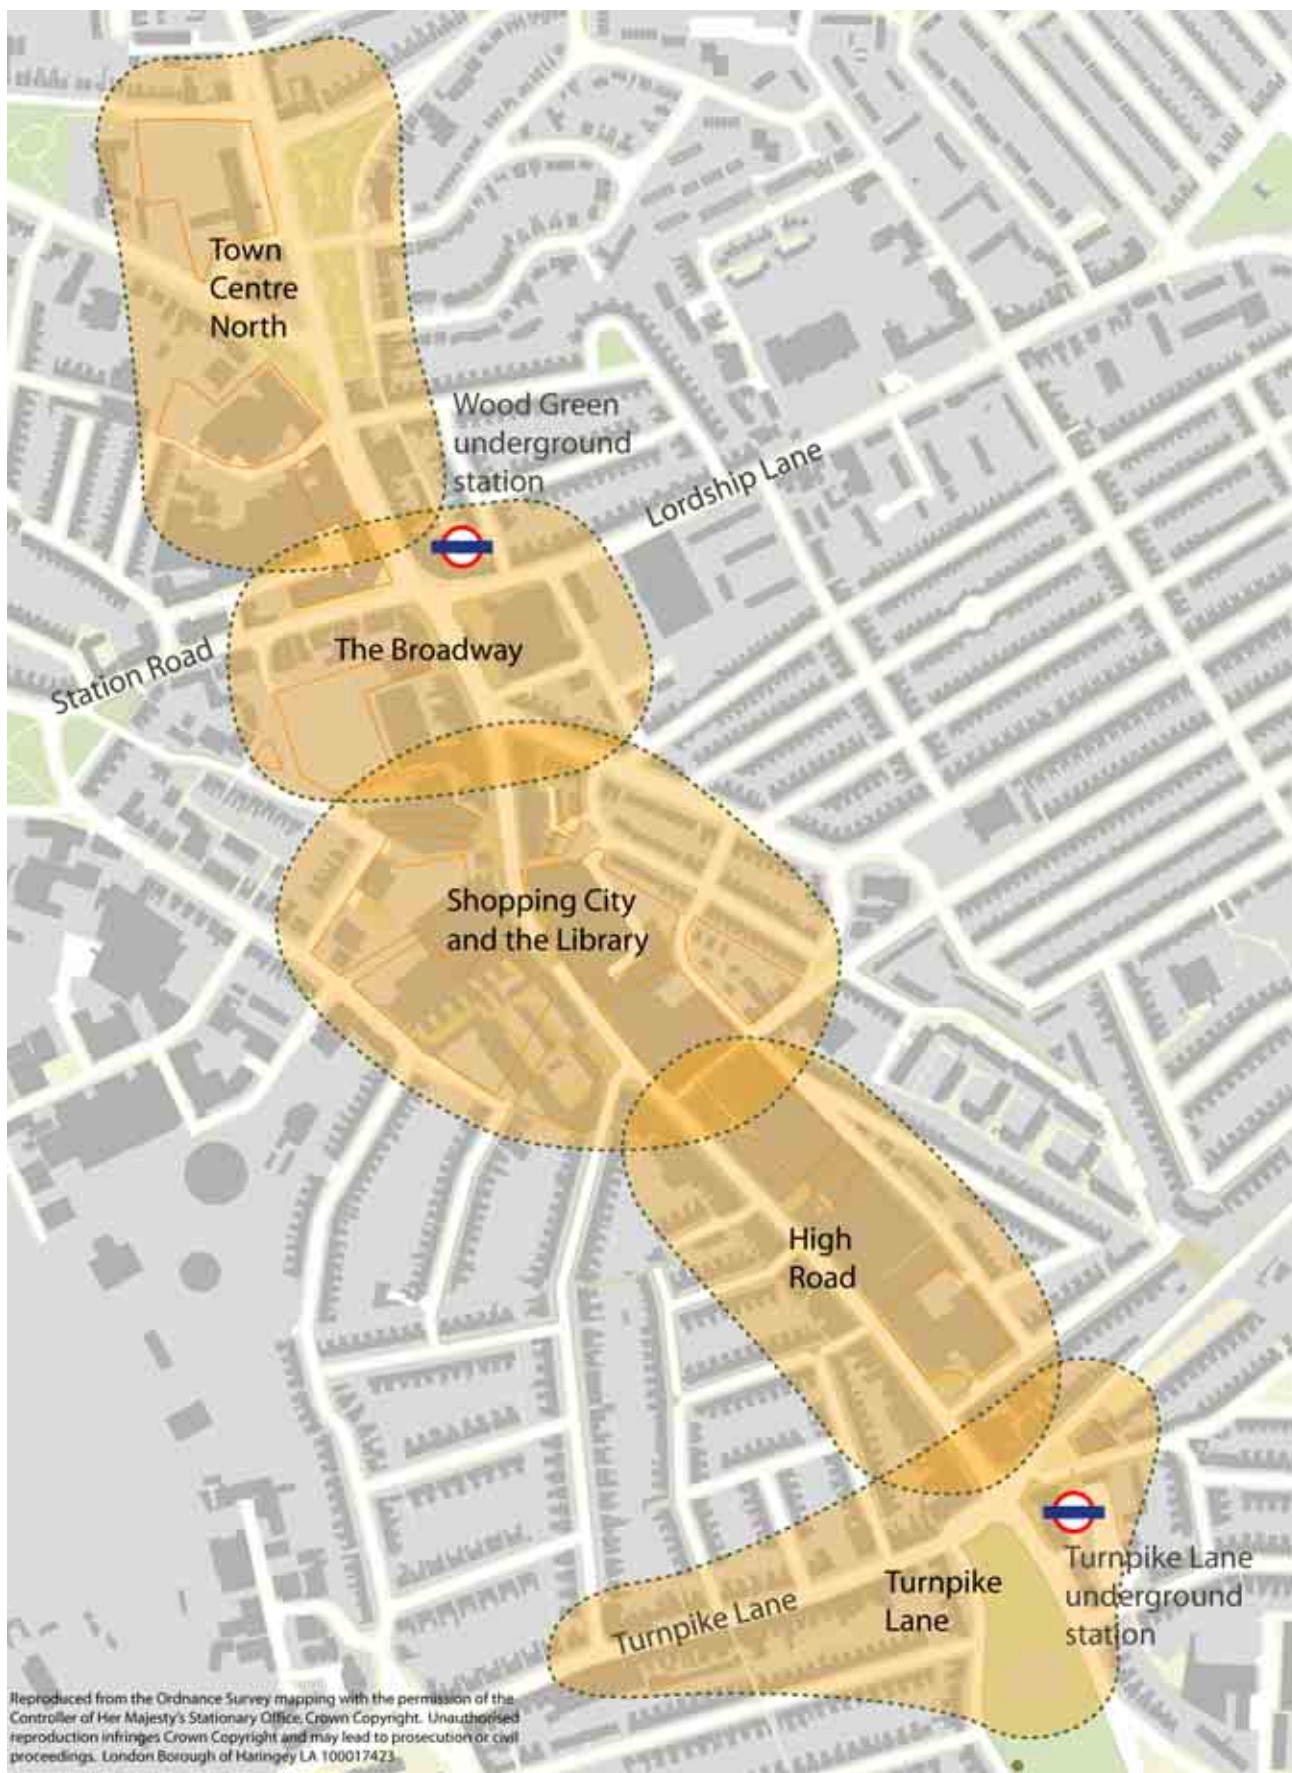 Town
Centre
North
Wood Green
underground
station
Lordship Lane
The Broadway
Station Road
Shopping City
and the Library
High
Road
Turnpike Lane
underground
station
Turnpike
Lane
Turnpike Lane
Reproduced from the Ordnance Survey mapping with the permission of the
Controller of Her Majesty's Stationary Office, Crown Copyright. Unauthorised
reproduction infringes Crown Copyright and may lead to prosecution or civil
proceedings. London Borough of Haringey LA 100017423